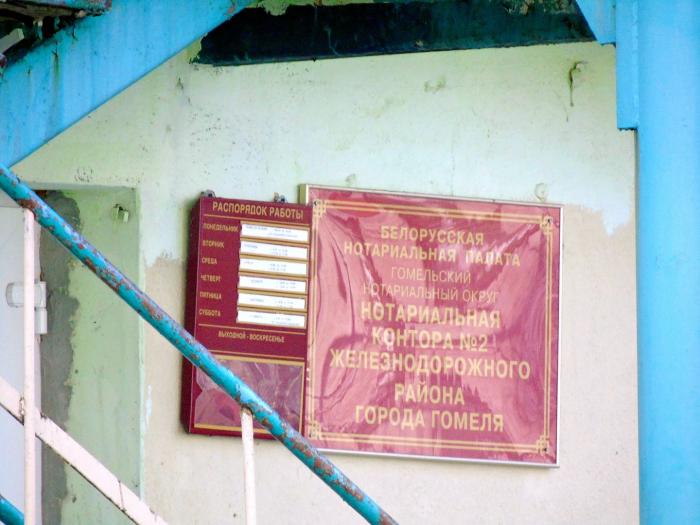 РАСПОРЯДОК РАБОТЫ
ПОНЕДЕЛЬНИК
ВТОРНИК
СРЕДА
ЧЕТВЕРГ
ПЯТНИЦА
СУББОТА
ВЫХОДНОЙ - ВОСКРЕСЕНЬЕ
БЕЛОРУССКАЯ
НОТАРИАЛЬНАЯ ПАЛАТА
ГОМЕЛЬСКИЙ
НОТАРИАЛЬНЫЙ ОКРУГ
НОТАРИАЛЬНАЯ
КОНТОРА №2
ЖЕЛЕЗНОДОРОЖНОГО
РАЙОНА
ГОРОДА ГОМЕЛЯ